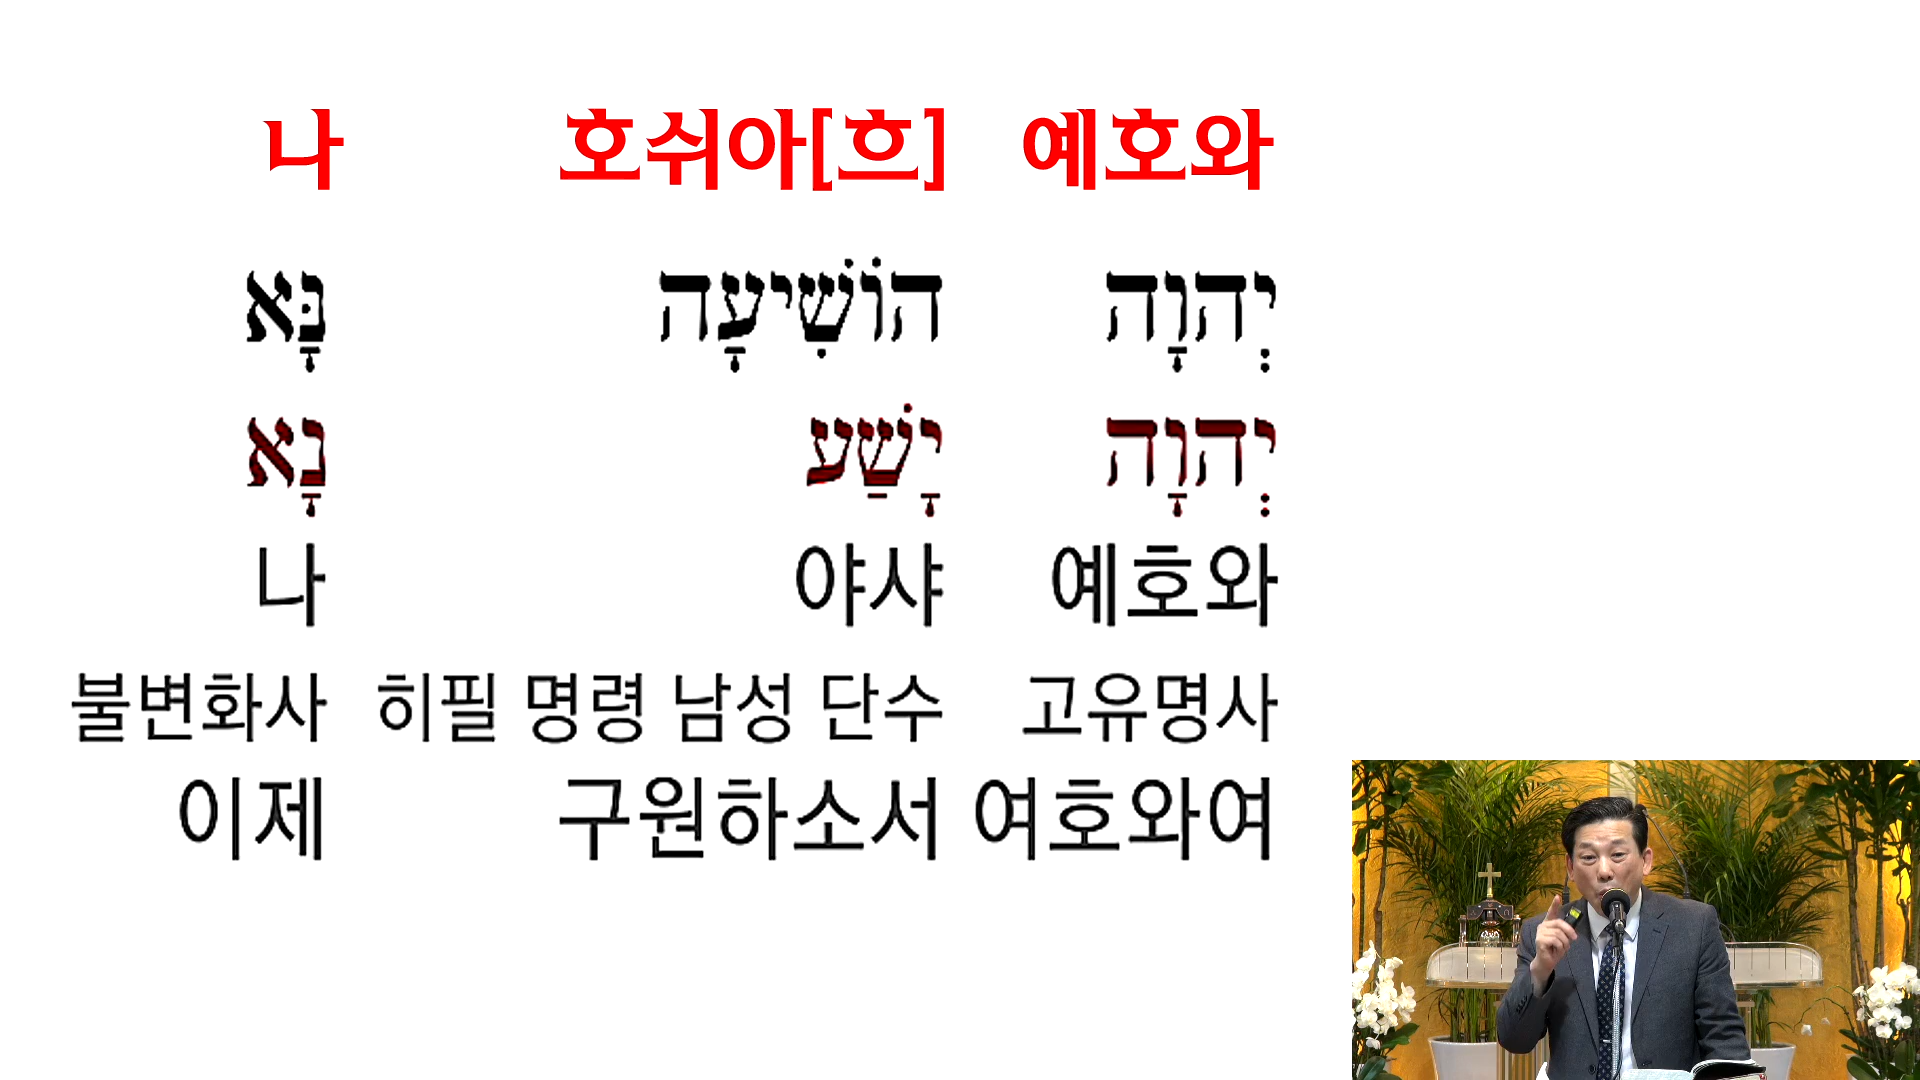 나 호쉬아[흐] 예호와
יְהוָה הוֹשִׁיעָה נָּא
יְהוָה יָשַׁע נָא
나 야샤 예호와
불변화사 히필 명령 남성 단수 고유명사
이제 구원하소서 여호와여